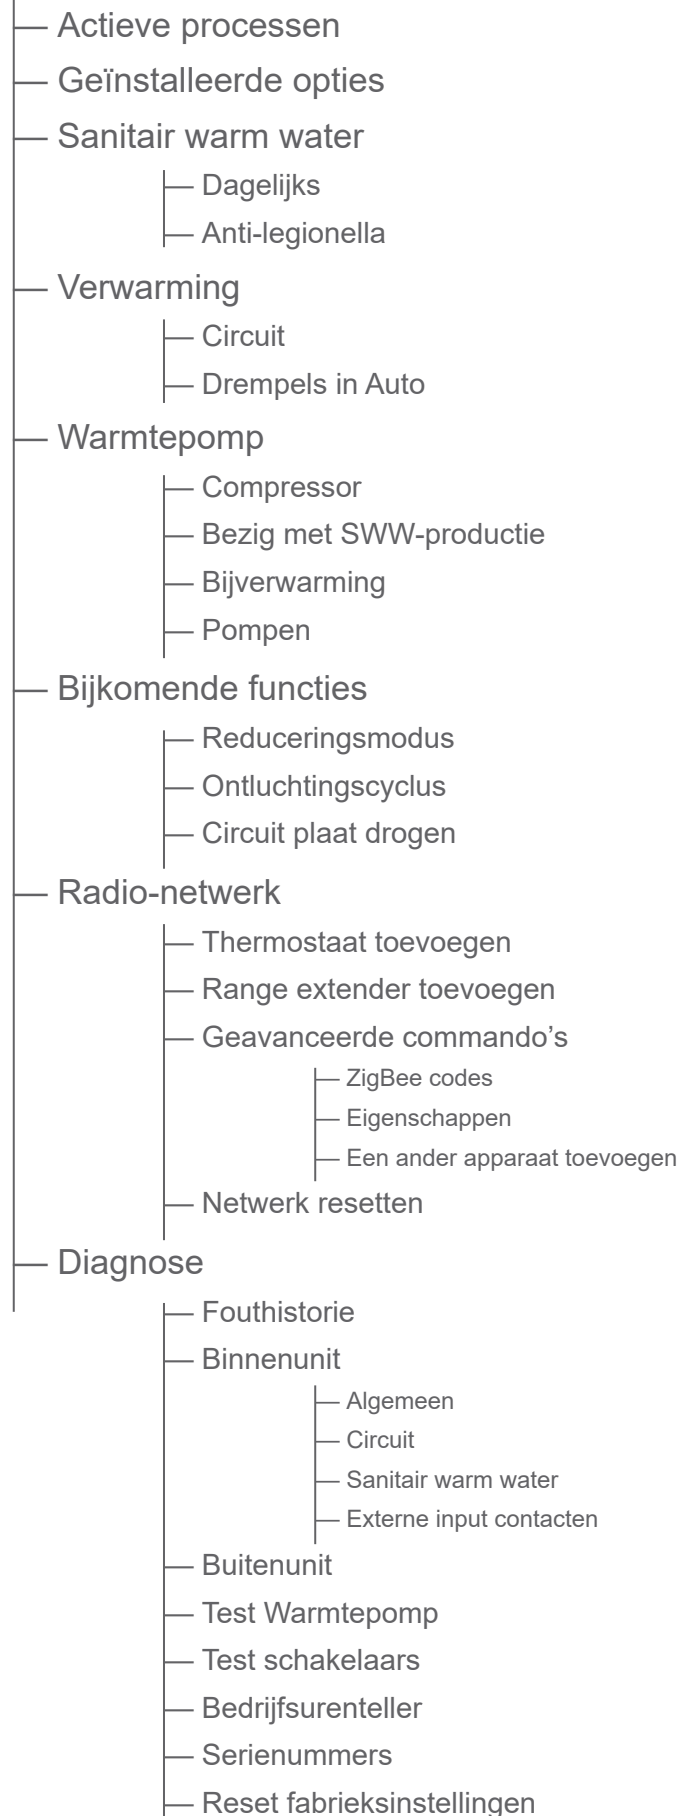 Actieve processen
Geïnstalleerde opties
Sanitair warm water
Dagelijks
Anti-legionella
Verwarming
Circuit
Drempels in Auto
Warmtepomp
Compressor
Bezig met SWW-productie
Bijverwarming
Pompen
Bijkomende functies
Reduceringsmodus
Ontluchtingscyclus
Circuit plaat drogen
Radio-netwerk
Thermostaat toevoegen
Range extender toevoegen
Geavanceerde commando’s
ZigBee codes
Eigenschappen
Een ander apparaat toevoegen
Netwerk resetten
Diagnose
Fouthistorie
Binnenunit
Algemeen
Circuit
Sanitair warm water
Externe input contacten
Buitenunit
Test Warmtepomp
Test schakelaars
Bedrijfsurenteller
Serienummers
Reset fabrieksinstellingen